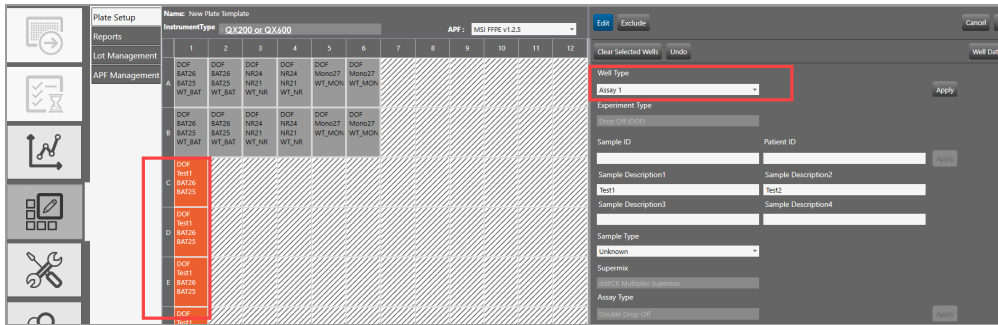 Plate Setup
Reports
Lot Management
APF Management
Name: New Plate Template
InstrumentType QX200 or QX600 APF : MSI FFPE v1.2.5
1 2 3 4 5 6 7 8 9 10 11 12
A
DOF DOF DOF DOF DOF DOF
BAT26 BAT26 NR24 NR24 Mono27 Mono27
BAT25 BAT25 NR21 NR21 WT_MON WT_MON
WT_BAT WT_BAT WT_NR WT_NR
B
DOF DOF DOF DOF DOF DOF
BAT26 BAT26 NR24 NR24 Mono27 Mono27
BAT25 BAT25 NR21 NR21 WT_MON WT_MON
WT_BAT WT_BAT WT_NR WT_NR
C
DOF
Test1
BAT26
BAT25
D
DOF
Test1
BAT26
BAT25
E
DOF
Test1
BAT26
BAT25
DOF
Test1
Edit Exclude Cancel
Clear Selected Wells Undo Well Dat
Well Type
Assay 1 Apply
Experiment Type
Drop Off (DOF)
Sample ID Patient ID
Apply
Sample Description1 Sample Description2
Test1 Test2
Sample Description3 Sample Description4
Sample Type
Unknown
Supermix
ddPCR Multiplex Supermix
Assay Type
Double Drop-Off Apply